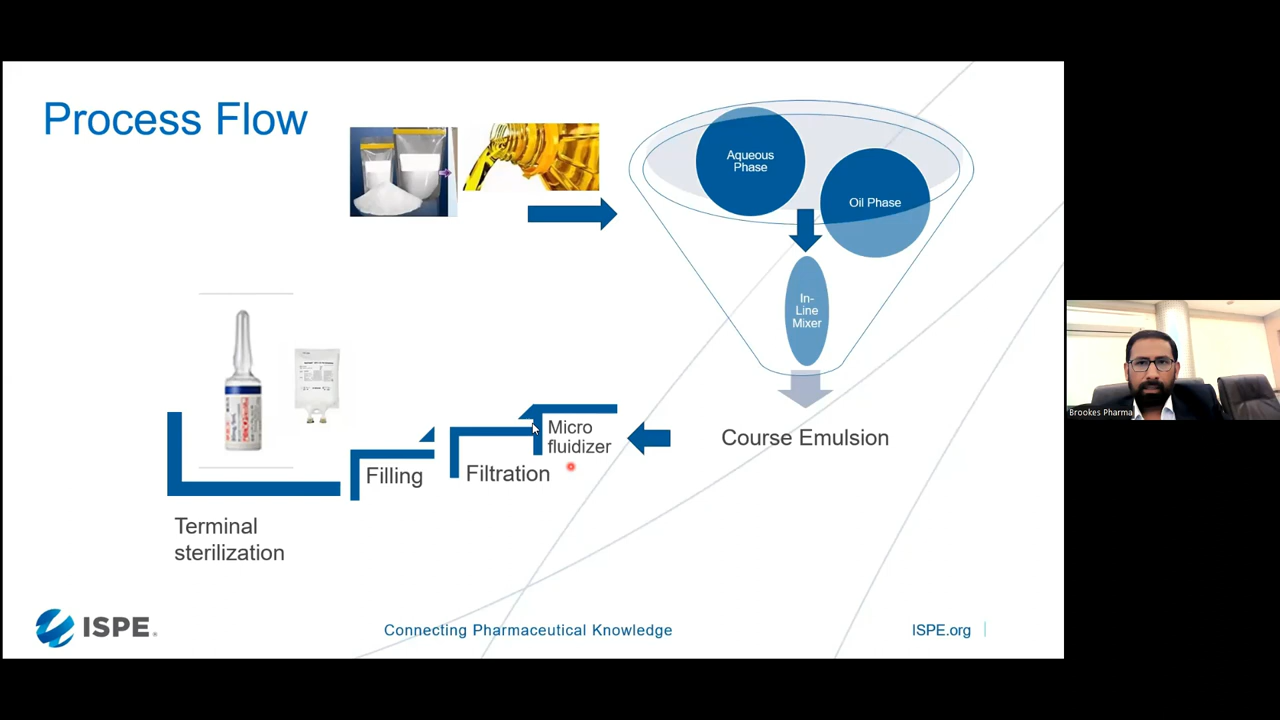 Process Flow
Aqueous
Phase
Oil Phase
In-
Line
Mixer
Course Emulsion
Micro
fluidizer
Filtration
Filling
Terminal
sterilization
Brookes Pharma
ISPE.
Connecting Pharmaceutical Knowledge
ISPE.org